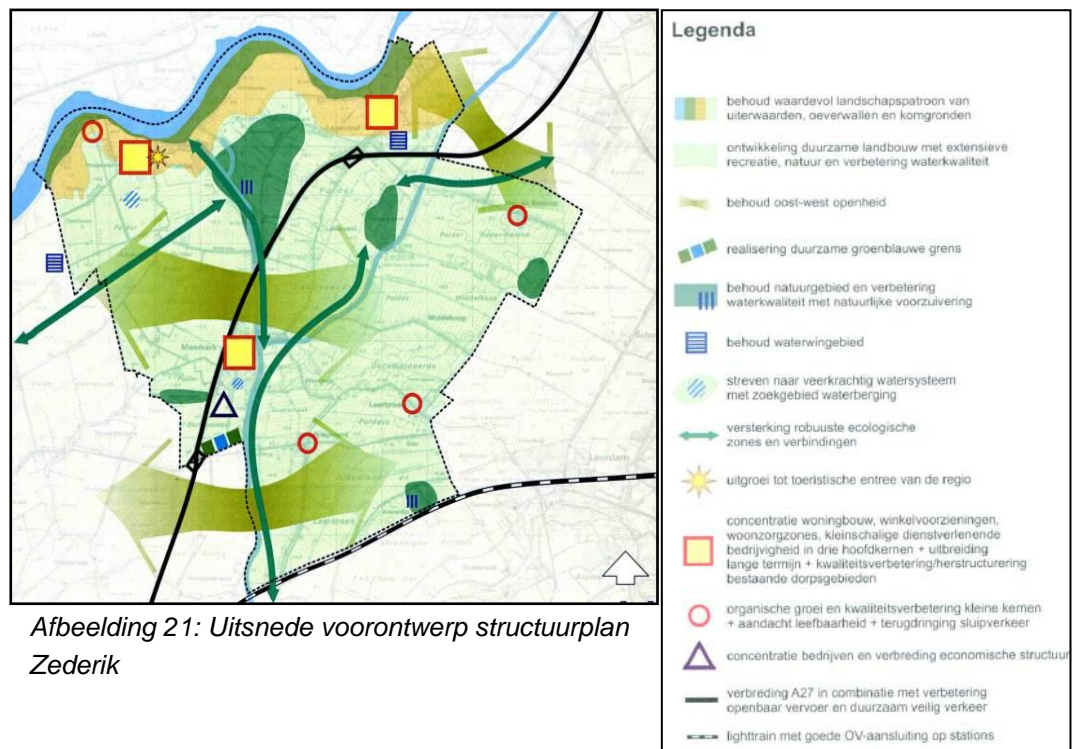 Lopik
Lexmond
Polder
Zederik
Meerkerk
Middelkoop
Leerbroek
Leerdam
Afbeelding 21: Uitsnede voorontwerp structuurplan
Zederik
Legenda
behoud waardevol landschapspatroon van
uiterwaarden, oeverwallen en komgronden
ontwikkeling duurzame landbouw met extensieve
recreatie, natuur en verbetering waterkwaliteit
behoud oost-west openheid
realisering duurzame groenblauwe grens
behoud natuurgebied en verbetering
waterkwaliteit met natuurlijke voorzuivering
behoud waterwingebied
streven naar veerkrachtig watersysteem
met zoekgebied waterberging
versterking robuuste ecologische
zones en verbindingen
uitgroei tot toeristische entree van de regio
concentratie woningbouw, winkelvoorzieningen,
woonzorgzones, kleinschalige dienstverlenende
bedrijvigheid in drie hoofdkernen + uitbreiding
lange termijn + kwaliteitsverbetering/herstructurering
bestaande dorpsgebieden
organische groei en kwaliteitsverbetering kleine kernen
+ aandacht leefbaarheid + terugdringing sluipverkeer
concentratie bedrijven en verbreding economische structuur
verbreding A27 in combinatie met verbetering
openbaar vervoer en duurzaam veilig verkeer
lighttrain met goede OV-aansluiting op stations